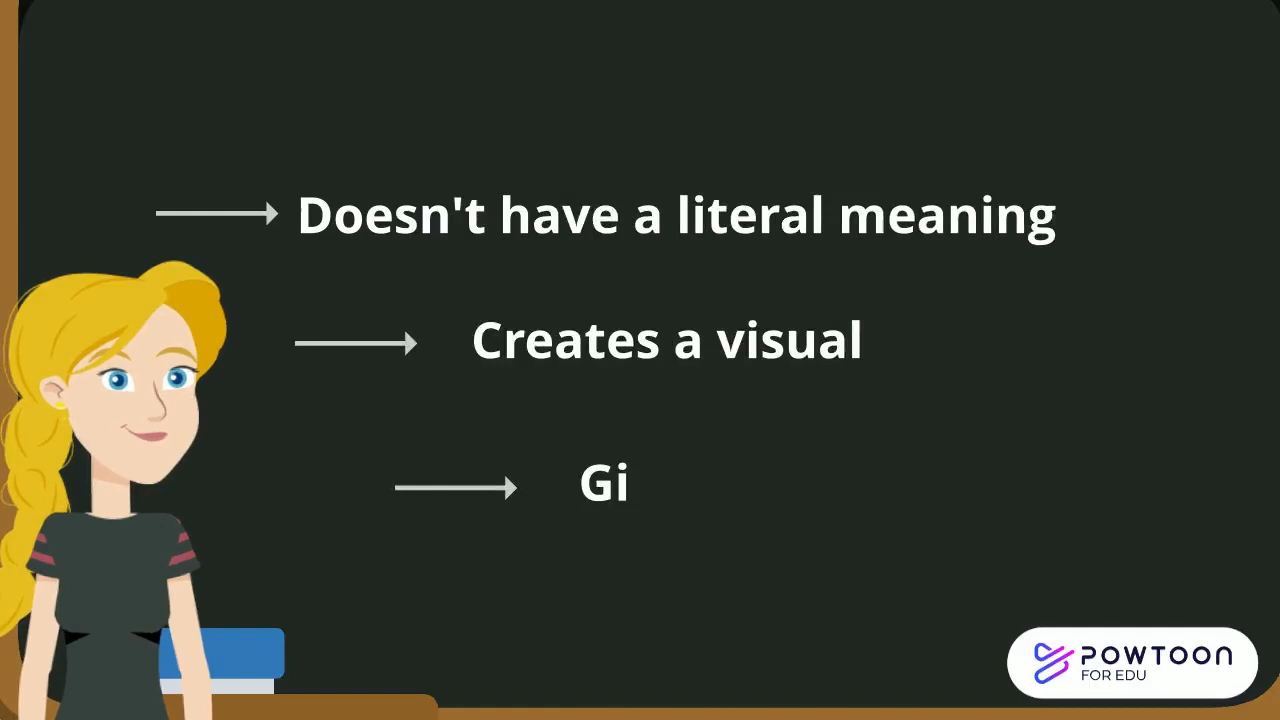 Doesn't have a literal meaning
Creates a visual
Gi
POWTOON
FOR EDU